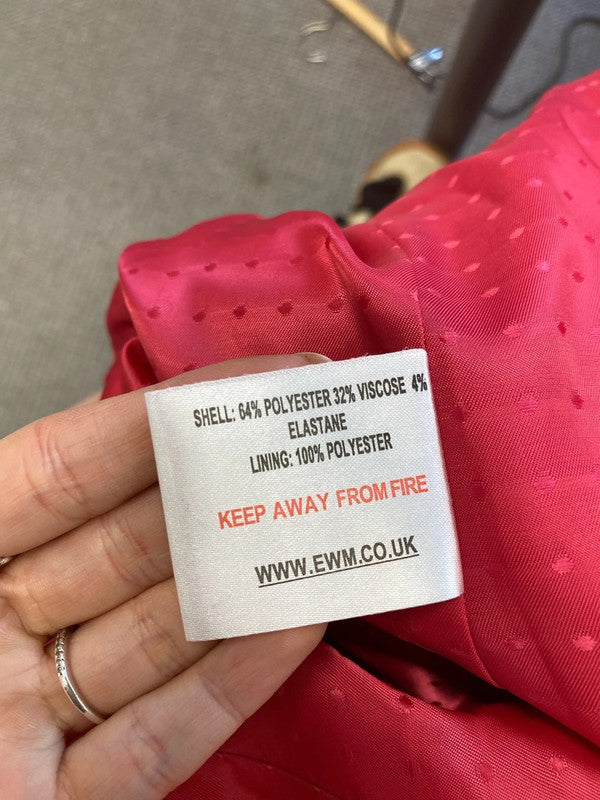 SHELL: 64% POLYESTER 32% VISCOSE 4%
ELASTANE
LINING: 100% POLYESTER
KEEP AWAY FROM FIRE
WWW.EWM.CO.UK